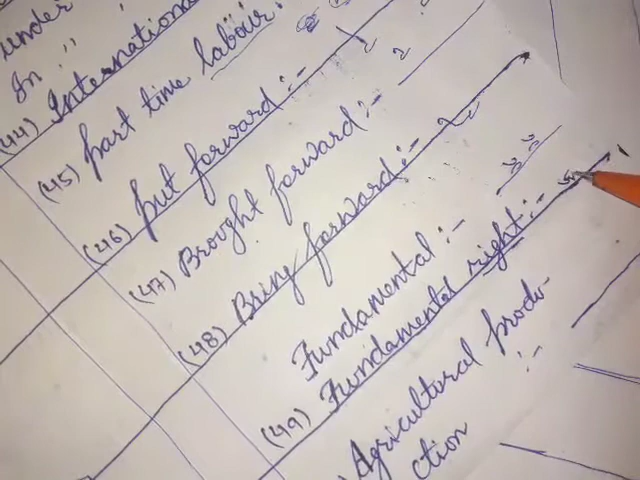 under
In " "
(44) International
(45) part time labour:
(46) put forward :-
(47) Brought forward :-
(48) Bring forward :-
Fundamental :-
(49) Fundamental right :-
Agricultural produ-
ction :-